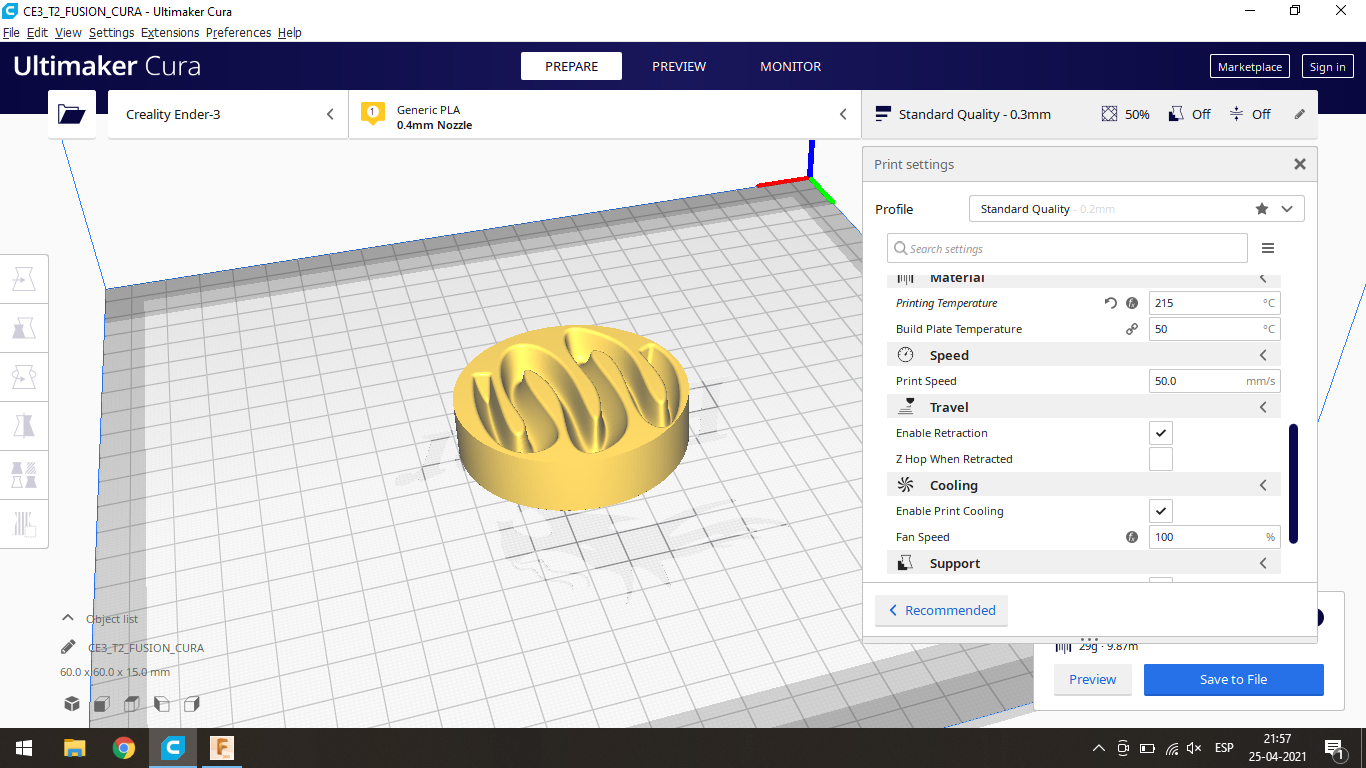 CE3_T2_FUSION_CURA - Ultimaker Cura
File Edit View Settings Extensions Preferences Help
Ultimaker Cura
PREPARE PREVIEW MONITOR
Marketplace Sign in
Creality Ender-3
1 Generic PLA
0.4mm Nozzle
Standard Quality - 0.3mm 50% Off Off
Print settings
Profile Standard Quality - 0.2mm
Search settings
Material
Printing Temperature 215 °C
Build Plate Temperature 50 °C
Speed
Print Speed 50.0 mm/s
Travel
Enable Retraction
Z Hop When Retracted
Cooling
Enable Print Cooling
Fan Speed 100 %
Support
Recommended
Object list
CE3_T2_FUSION_CURA
60.0 x 60.0 x 15.0 mm
29g · 9.87m
Preview Save to File
ESP
21:57
25-04-2021
1